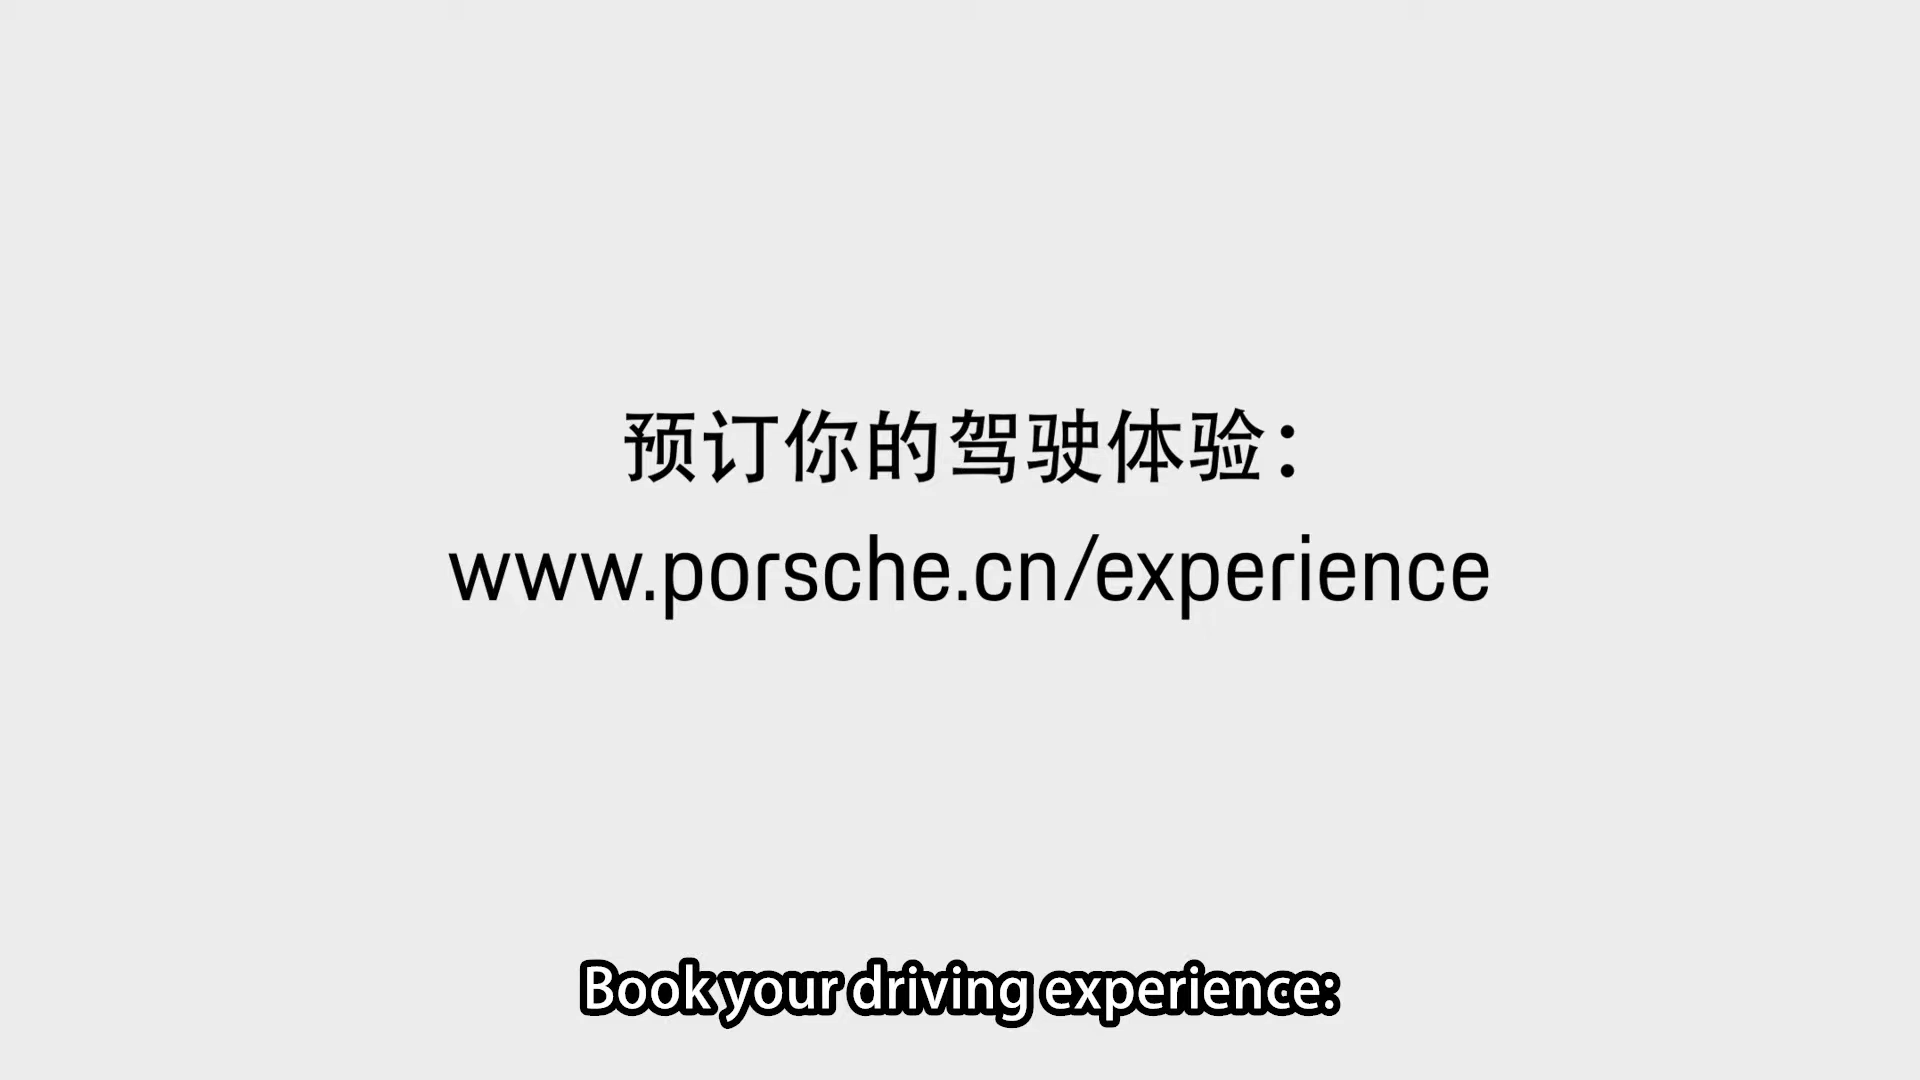 预订你的驾驶体验：
www.porsche.cn/experience
Book your driving experience: